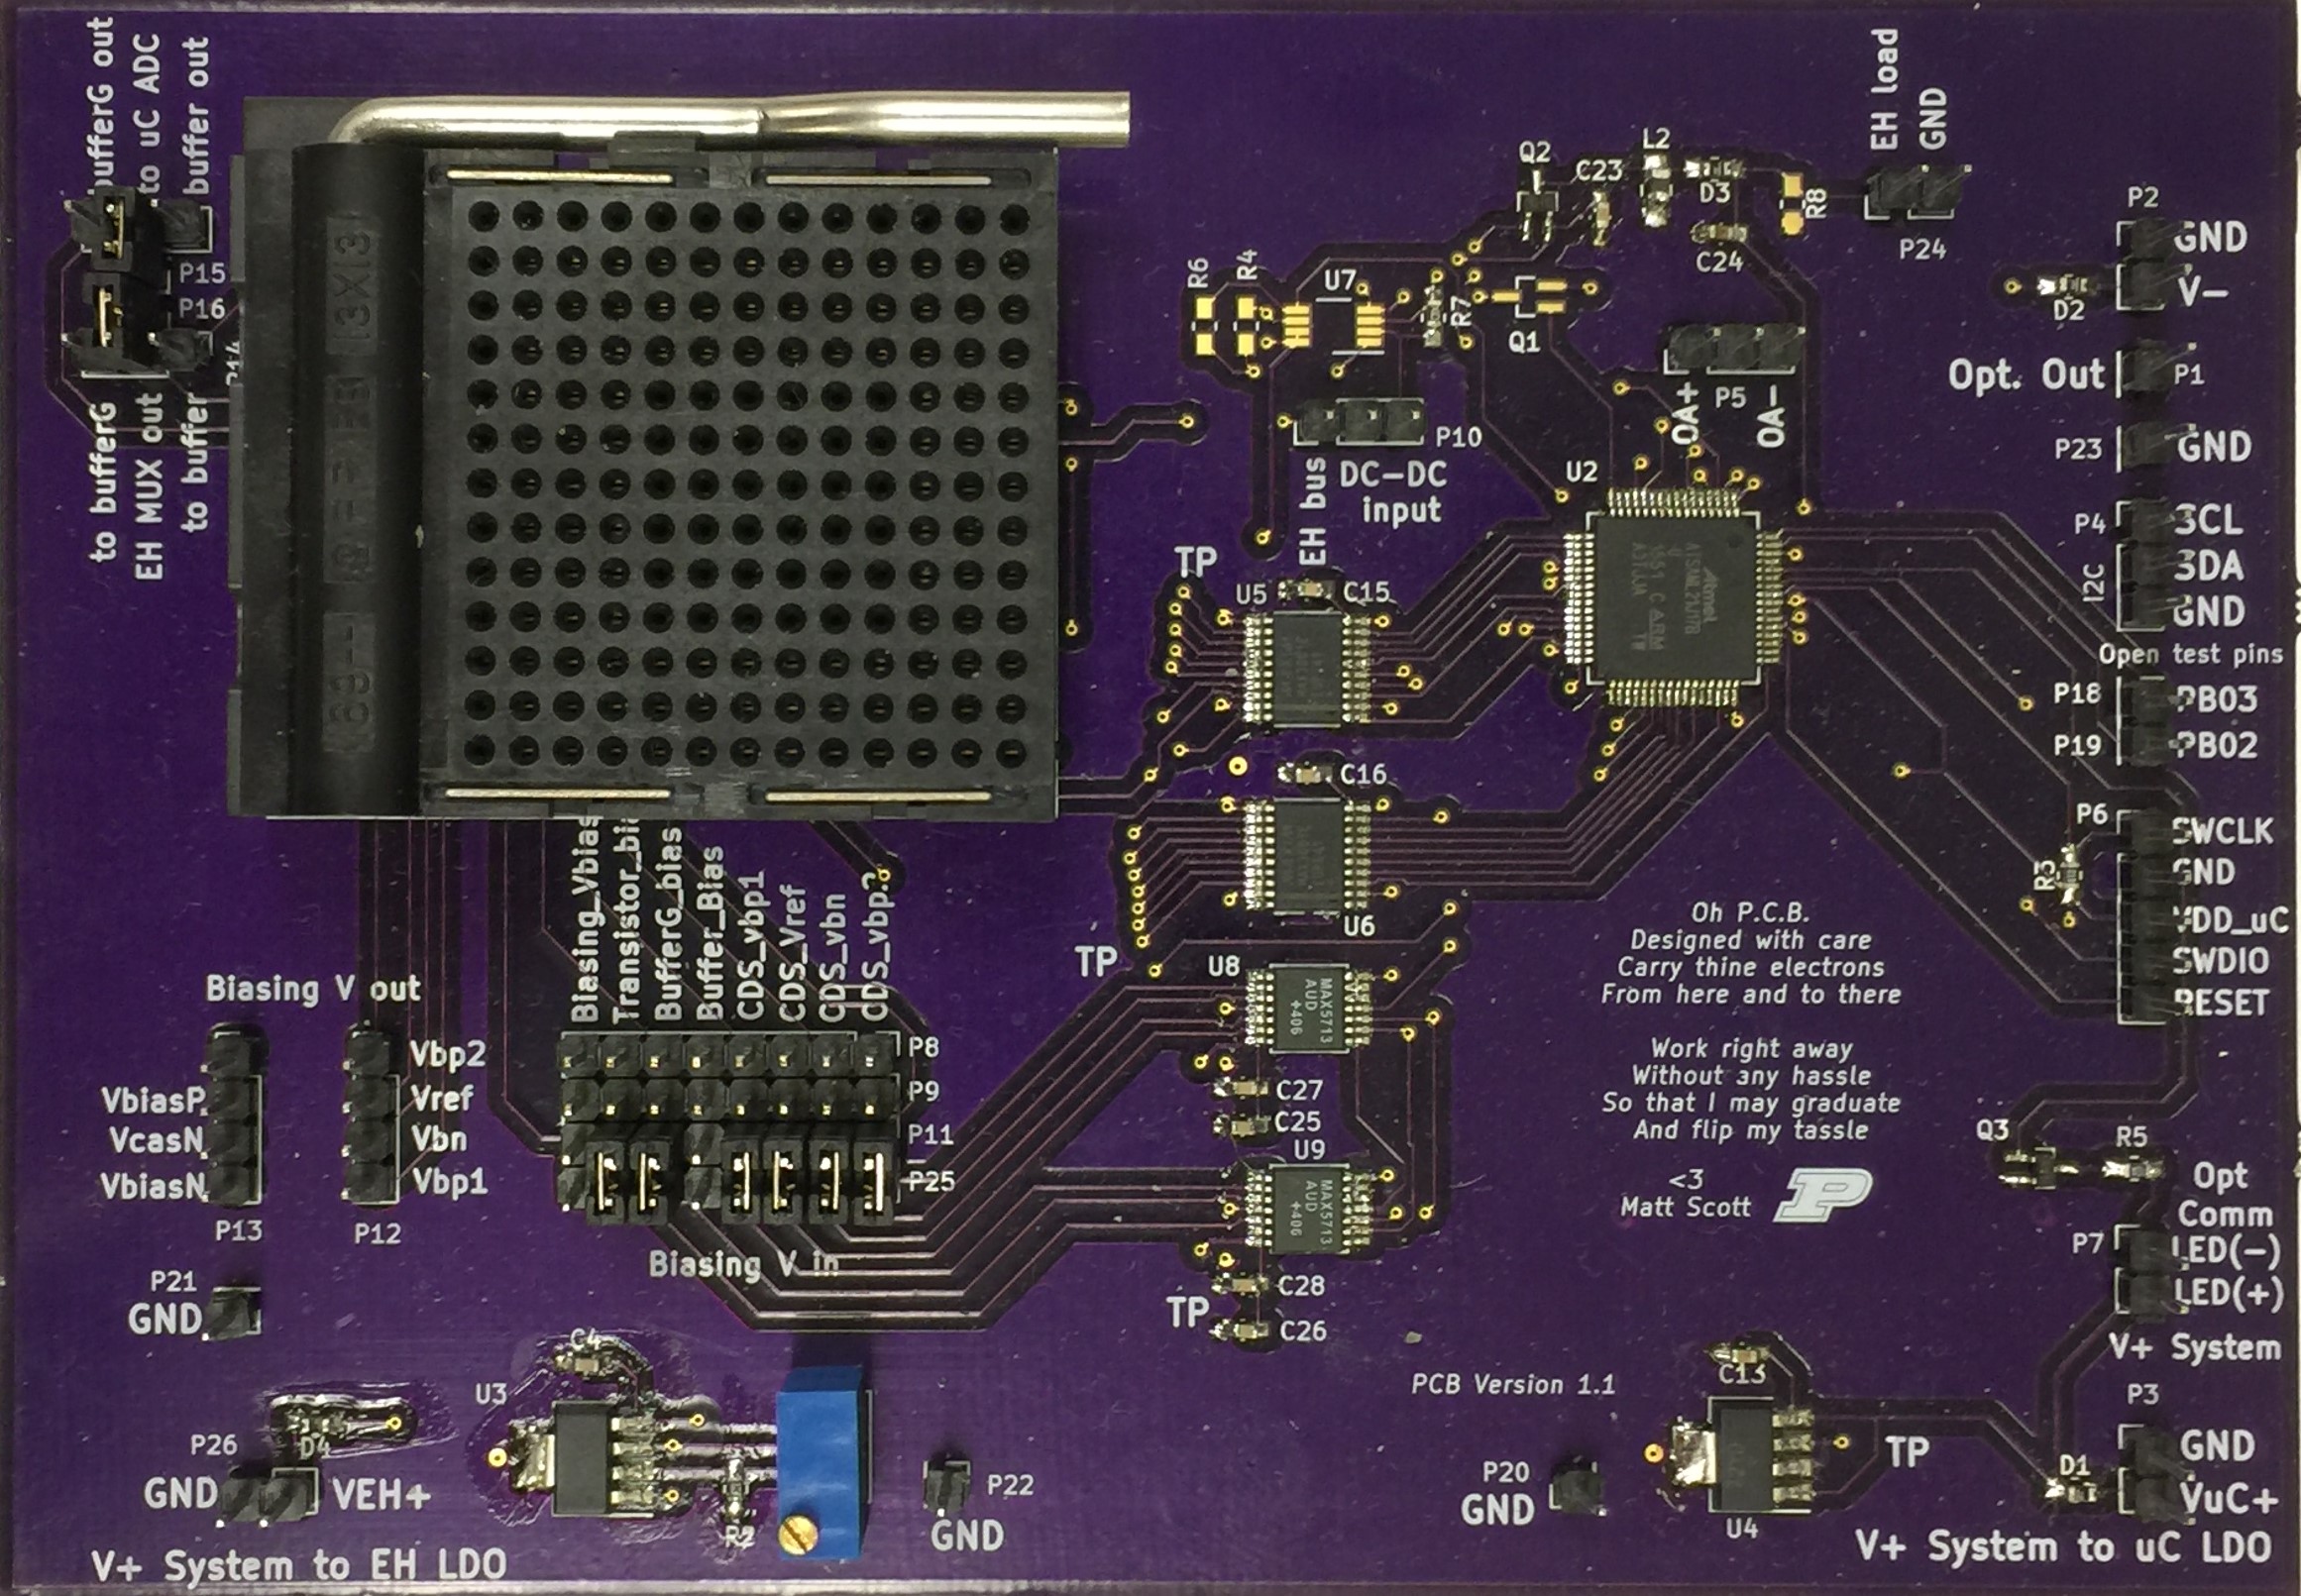 bufferG out
to uC ADC
buffer out
P15
P16
P14
to bufferG
EH MUX out
to buffer
13X13
EH load
GND
P24
Q2
C23
L2
D3
R8
C24
R6
R4
U7
R7
Q1
P2
GND
V-
D2
Opt. Out
P1
P23
GND
OA+
P5
OA-
P10
EH bus
DC-DC
input
U2
P4
SCL
SDA
GND
I2C
Open test pins
P18
PB03
P19
PB02
Atmel
ARM
TP
U5
C15
C16
U6
TP
P6
SWCLK
GND
VDD_uC
SWDIO
RESET
R3
Biasing_Vbias
Transistor_bia
BufferG_bias
Buffer_Bias
CDS_vbp1
CDS_Vref
CDS_vbn
CDS_vbp2
P8
P9
P11
P25
Biasing V in
Biasing V out
VbiasP
VcasN
VbiasN
P13
Vbp2
Vref
Vbn
Vbp1
P12
P21
GND
U8
MAX5713
AUD
+406
C27
C25
U9
MAX5713
AUD
+406
C28
TP
C26
Oh P.C.B.
Designed with care
Carry thine electrons
From here and to there
Work right away
Without any hassle
So that I may graduate
And flip my tassle
<3
Matt Scott
P
Q3
R5
Opt
Comm
P7
LED(-)
LED(+)
V+ System
P3
GND
VuC+
D1
V+ System to uC LDO
PCB Version 1.1
C13
U4
TP
P20
GND
C4
U3
R2
P22
GND
D4
P26
GND
VEH+
V+ System to EH LDO